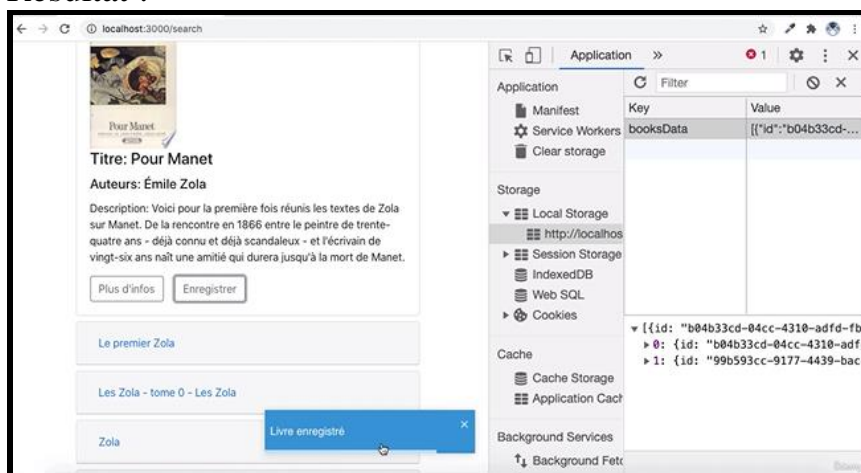 localhost:3000/search
Pour Manet
Titre: Pour Manet
Auteurs: Émile Zola
Description: Voici pour la première fois réunis les textes de Zola
sur Manet. De la rencontre en 1866 entre le peintre de trente-
quatre ans - déjà connu et déjà scandaleux - et l'écrivain de
vingt-six ans naît une amitié qui durera jusqu'à la mort de Manet.
Plus d'infos Enregistrer
Le premier Zola
Les Zola - tome 0 - Les Zola
Zola
Livre enregistré ×
Application » 1
Application
Manifest
Service Workers
Clear storage
Storage
Local Storage
http://localhos
Session Storage
IndexedDB
Web SQL
Cookies
Cache
Cache Storage
Application Cach
Background Services
Background Fetc
Filter
Key Value
booksData [{"id":"b04b33cd-...
[{id: "b04b33cd-04cc-4310-adfd-fb
0: {id: "b04b33cd-04cc-4310-adf
1: {id: "99b593cc-9177-4439-bac